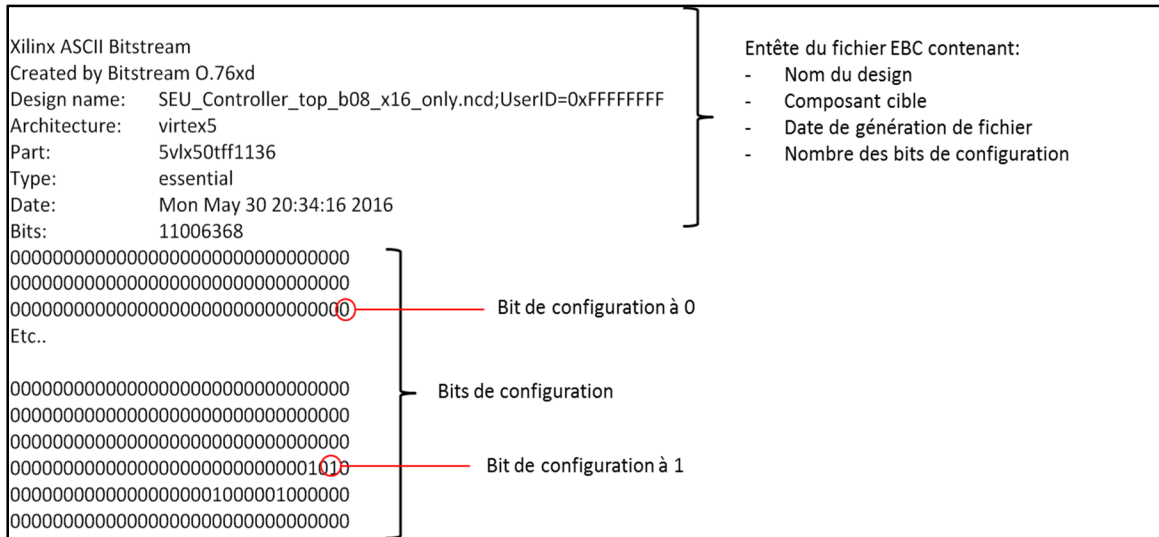 Xilinx ASCII Bitstream
Created by Bitstream O.76xd
Design name: SEU_Controller_top_b08_x16_only.ncd;UserID=0xFFFFFFFF
Architecture: virtex5
Part: 5vlx50tff1136
Type: essential
Date: Mon May 30 20:34:16 2016
Bits: 11006368
00000000000000000000000000000000
00000000000000000000000000000000
00000000000000000000000000000000
Etc..
00000000000000000000000000000000
00000000000000000000000000000000
00000000000000000000000000000000
00000000000000000000000000001010
00000000000000000001000001000000
00000000000000000000000000000000
Entête du fichier EBC contenant:
- Nom du design
- Composant cible
- Date de génération de fichier
- Nombre des bits de configuration
Bit de configuration à 0
Bits de configuration
Bit de configuration à 1